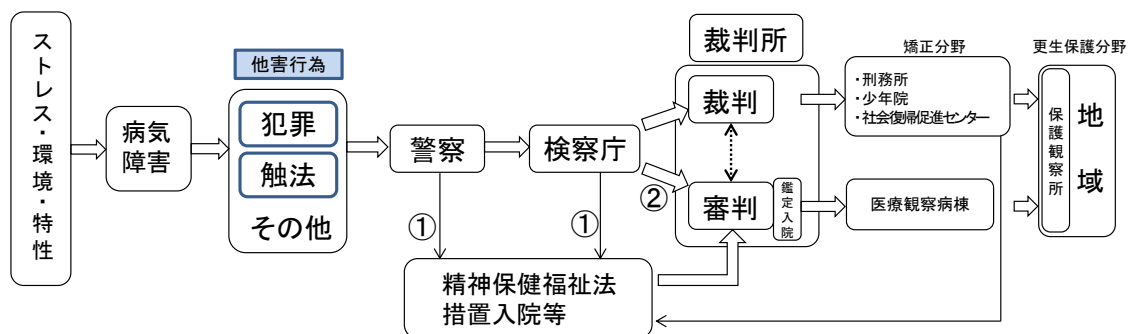 ストレス・環境・特性
病気
障害
他害行為
犯罪
触法
その他
警察
検察庁
①
①
②
精神保健福祉法
措置入院等
裁判所
裁判
審判
鑑定入院
矯正分野
・刑務所
・少年院
・社会復帰促進センター
医療観察病棟
更生保護分野
保護観察所
地域